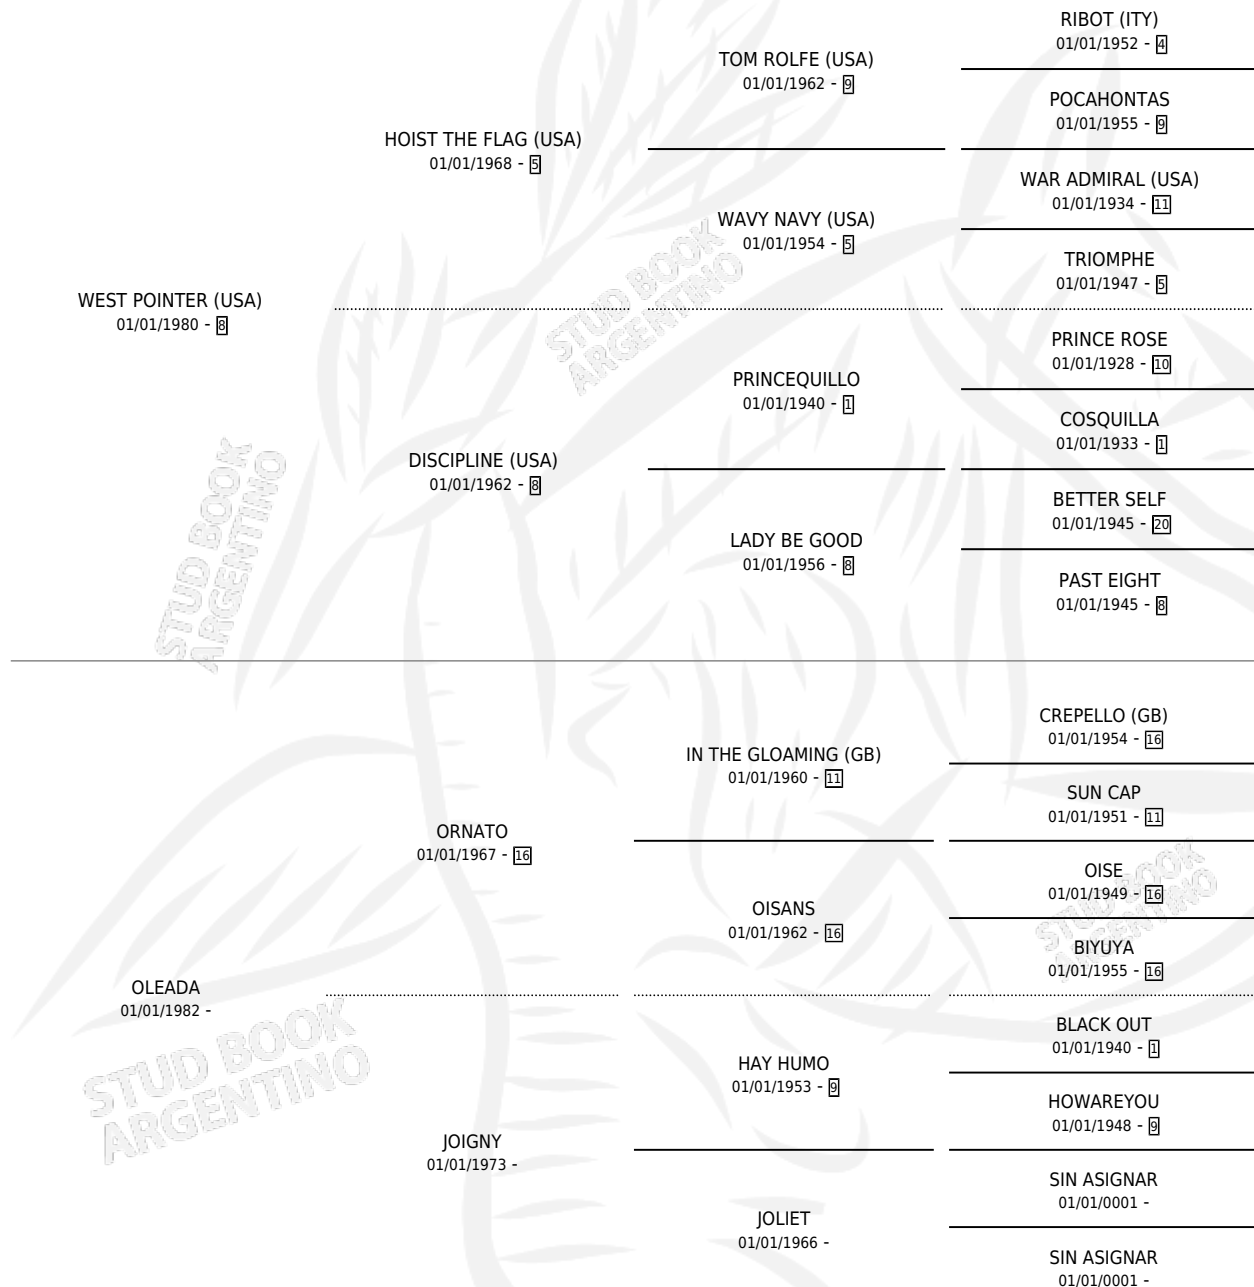 WEST POINTER (USA)
01/01/1980 - 8
HOIST THE FLAG (USA)
01/01/1968 - 5
DISCIPLINE (USA)
01/01/1962 - 8
TOM ROLFE (USA)
01/01/1962 - 9
WAVY NAVY (USA)
01/01/1954 - 5
PRINCEQUILLO
01/01/1940 - 1
LADY BE GOOD
01/01/1956 - 8
RIBOT (ITY)
01/01/1952 - 4
POCAHONTAS
01/01/1955 - 9
WAR ADMIRAL (USA)
01/01/1934 - 11
TRIOMPHE
01/01/1947 - 5
PRINCE ROSE
01/01/1928 - 10
COSQUILLA
01/01/1933 - 1
BETTER SELF
01/01/1945 - 20
PAST EIGHT
01/01/1945 - 8
OLEADA
01/01/1982 -
ORNATO
01/01/1967 - 16
JOIGNY
01/01/1973 -
IN THE GLOAMING (GB)
01/01/1960 - 11
OISANS
01/01/1962 - 16
HAY HUMO
01/01/1953 - 9
JOLIET
01/01/1966 -
CREPELLO (GB)
01/01/1954 - 16
SUN CAP
01/01/1951 - 11
OISE
01/01/1949 - 16
BIYUYA
01/01/1955 - 16
BLACK OUT
01/01/1940 - 1
HOWAREYOU
01/01/1948 - 9
SIN ASIGNAR
01/01/0001 -
SIN ASIGNAR
01/01/0001 -
STUD BOOK
ARGENTINO
STUD BOOK
ARGENTINO
STUD BOOK
ARGENTINO
STUD BOOK
ARGENTINO